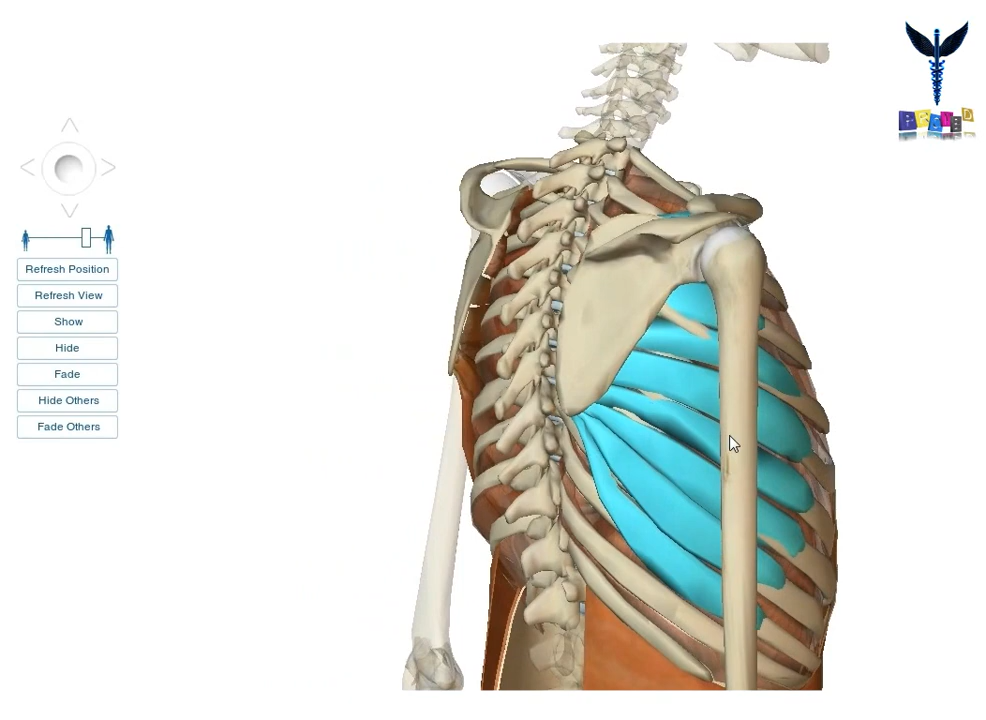 Refresh Position
Refresh View
Show
Hide
Fade
Hide Others
Fade Others